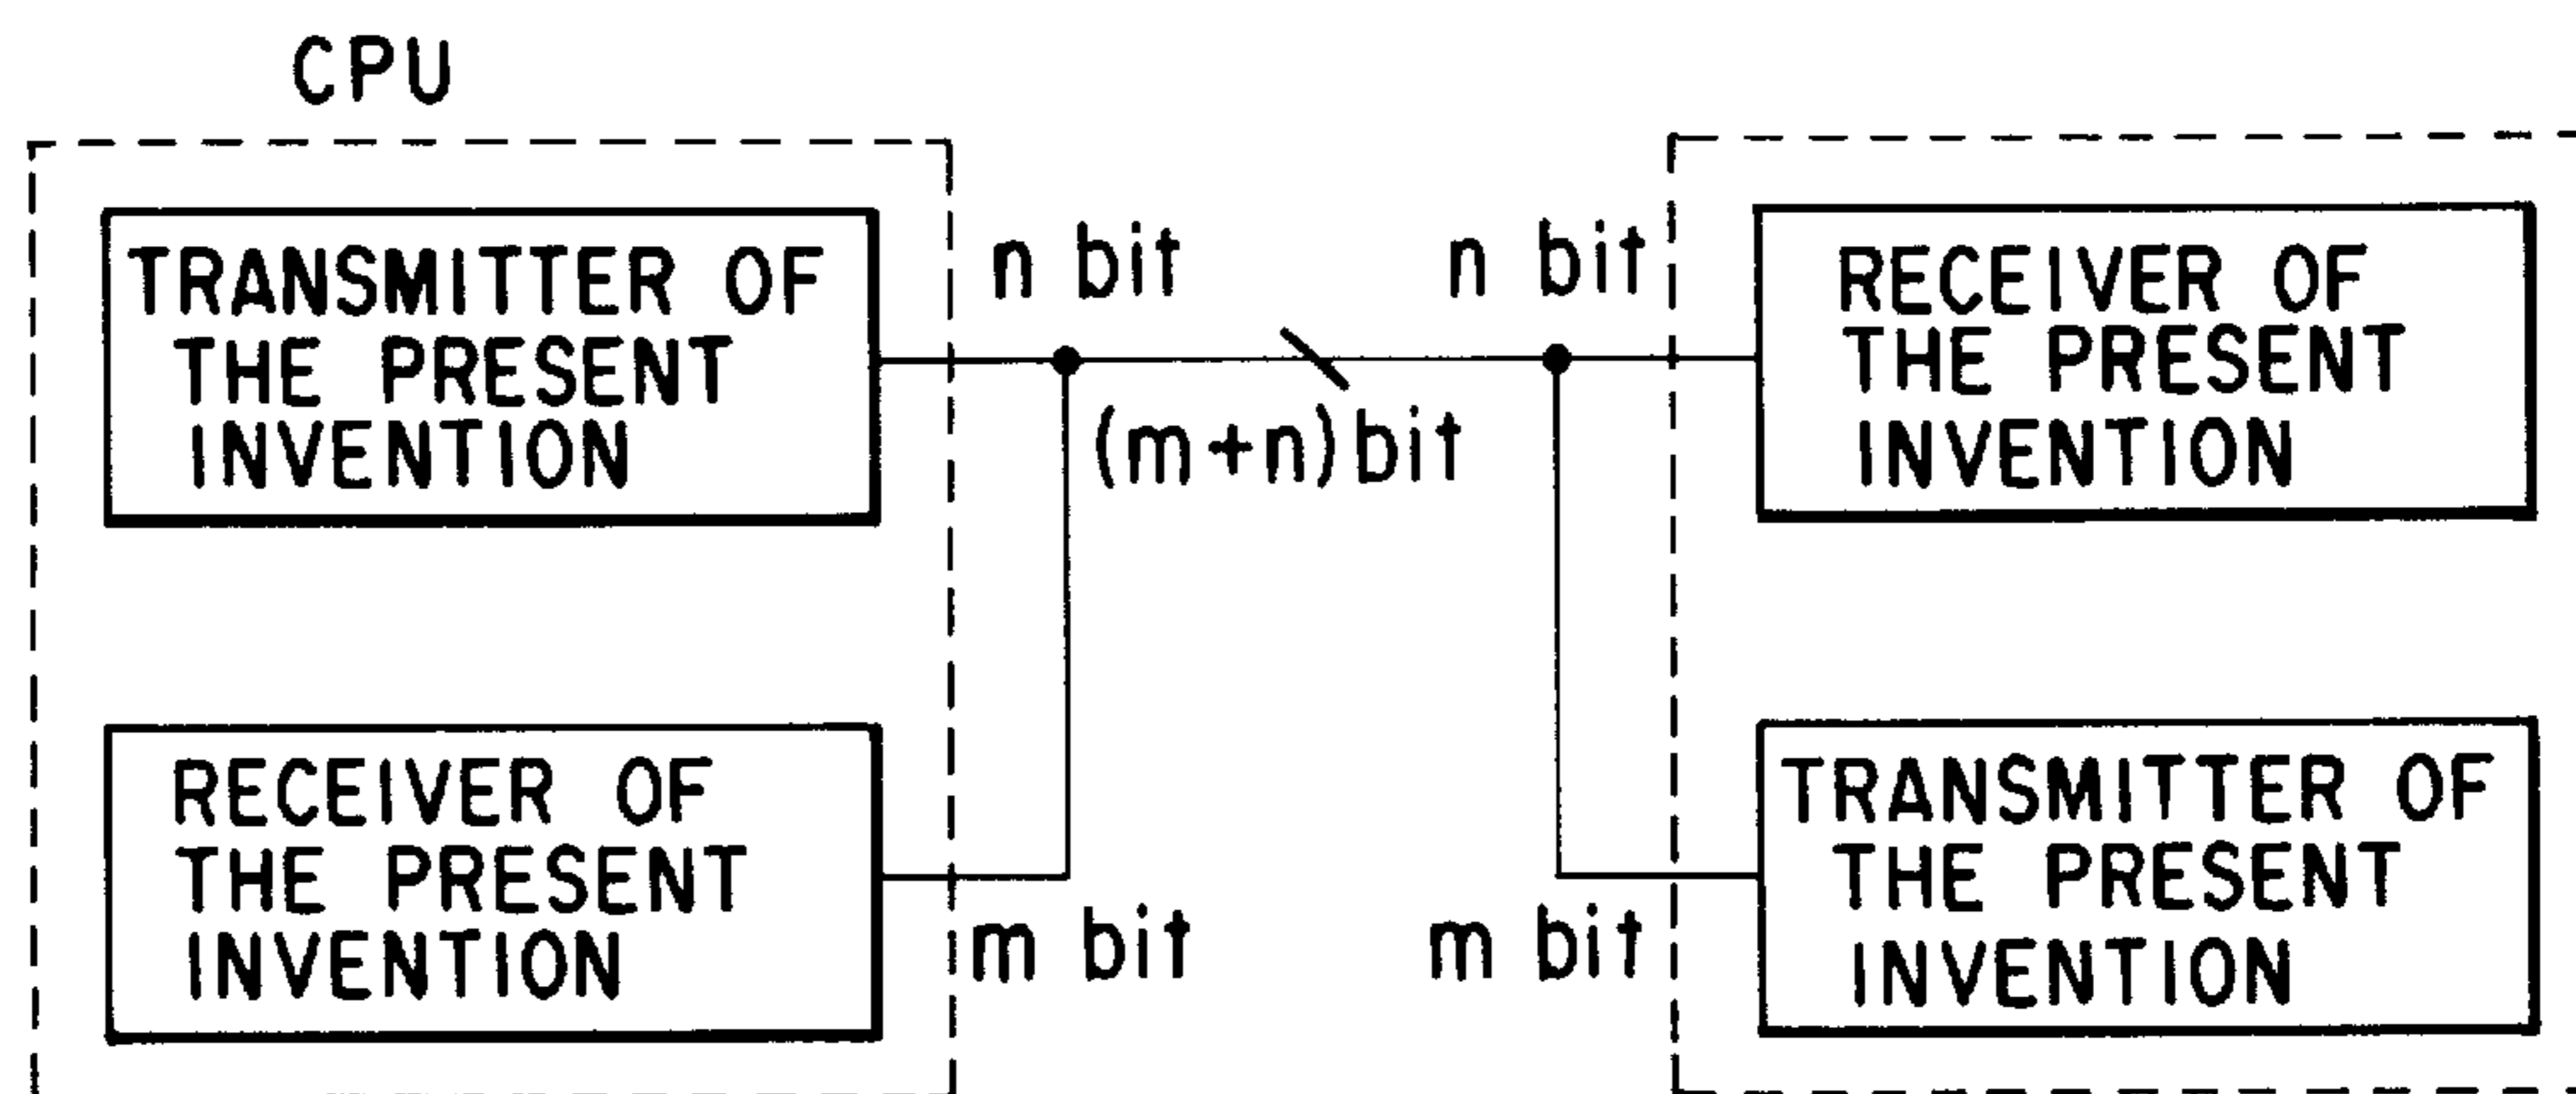 CPU
TRANSMITTER OF
THE PRESENT
INVENTION
n bit
n bit
(m+n)bit
RECEIVER OF
THE PRESENT
INVENTION
RECEIVER OF
THE PRESENT
INVENTION
m bit
m bit
TRANSMITTER OF
THE PRESENT
INVENTION